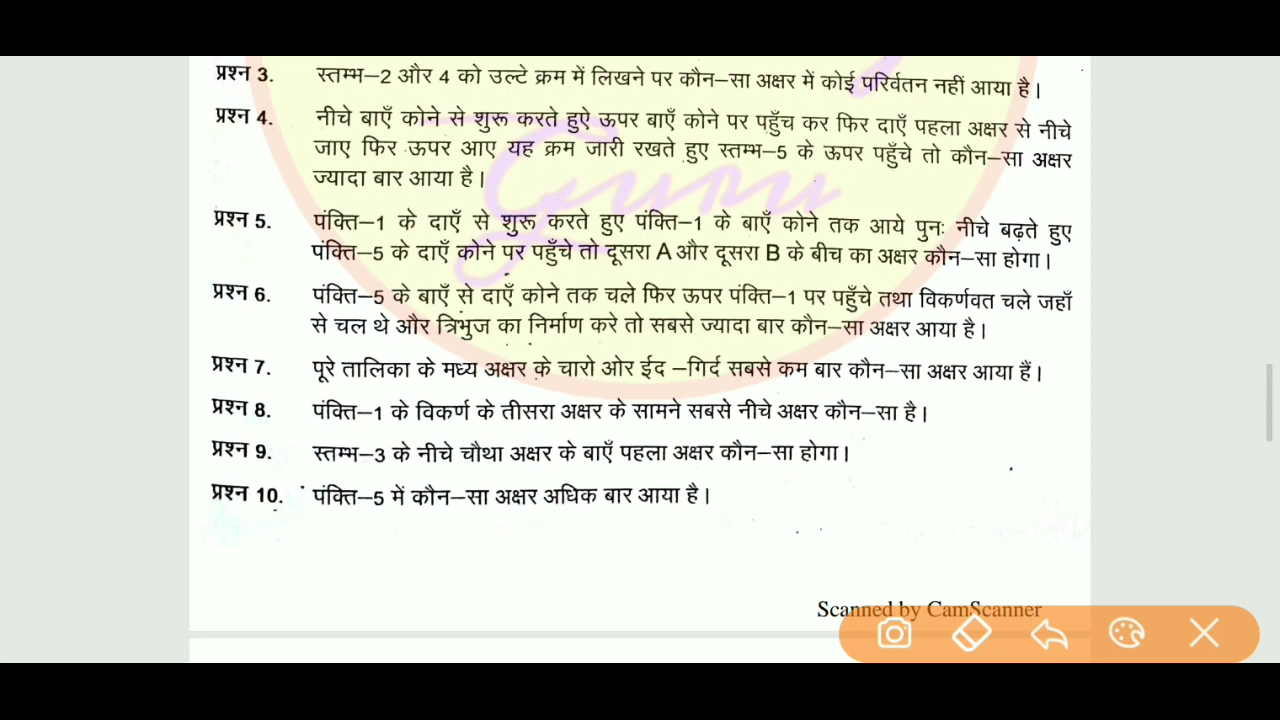 प्रश्न 3. स्तम्भ–2 और 4 को उल्टे क्रम में लिखने पर कौन–सा अक्षर में कोई परिर्वतन नहीं आया है।
प्रश्न 4. नीचे बाएँ कोने से शुरू करते हुऐ ऊपर बाएँ कोने पर पहुँच कर फिर दाएँ पहला अक्षर से नीचे
जाए फिर ऊपर आए यह क्रम जारी रखते हुए स्तम्भ–5 के ऊपर पहुँचे तो कौन–सा अक्षर
ज्यादा बार आया है।
Guru
प्रश्न 5. पंक्ति–1 के दाएँ से शुरू करते हुए पंक्ति–1 के बाएँ कोने तक आये पुनः नीचे बढ़ते हुए
पंक्ति–5 के दाएँ कोने पर पहुँचे तो दूसरा A और दूसरा B के बीच का अक्षर कौन–सा होगा।
प्रश्न 6. पंक्ति–5 के बाएँ से दाएँ कोने तक चले फिर ऊपर पंक्ति–1 पर पहुँचे तथा विकर्णवत चले जहाँ
से चल थे और त्रिभुज का निर्माण करे तो सबसे ज्यादा बार कौन–सा अक्षर आया है।
प्रश्न 7. पूरे तालिका के मध्य अक्षर के चारो ओर ईद –गिर्द सबसे कम बार कौन–सा अक्षर आया हैं।
प्रश्न 8. पंक्ति–1 के विकर्ण के तीसरा अक्षर के सामने सबसे नीचे अक्षर कौन–सा है।
प्रश्न 9. स्तम्भ–3 के नीचे चौथा अक्षर के बाएँ पहला अक्षर कौन–सा होगा।
प्रश्न 10. पंक्ति–5 में कौन–सा अक्षर अधिक बार आया है।
Scanned by CamScanner